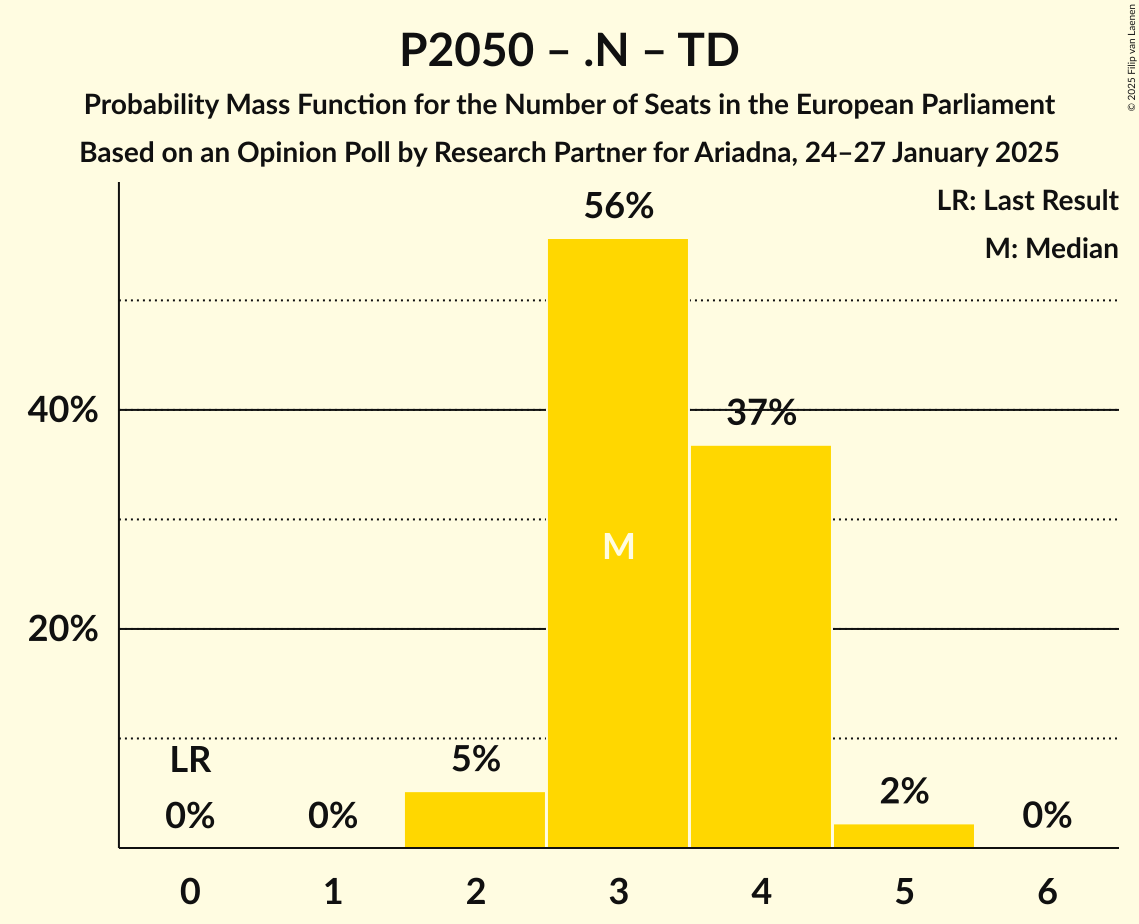 P2050 – .N – TD
Probability Mass Function for the Number of Seats in the European Parliament
Based on an Opinion Poll by Research Partner for Ariadna, 24–27 January 2025
© 2025 Filip van Laenen
LR: Last Result
M: Median
56%
40%
37%
M
20%
LR
5%
2%
0%
0%
0%
0 1 2 3 4 5 6